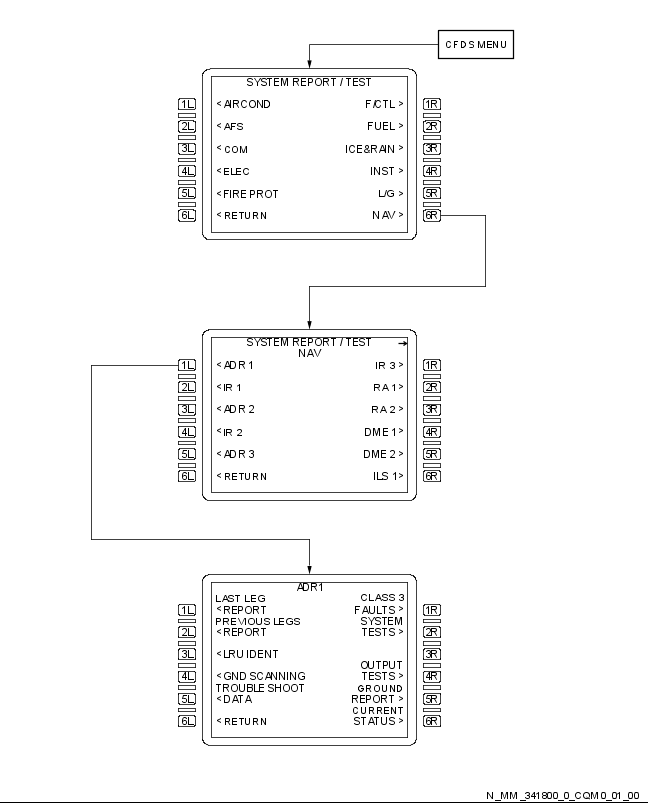 CFDS MENU
SYSTEM REPORT / TEST
1L <AIRCOND F/CTL> 1R
2L <AFS FUEL> 2R
3L <COM ICE&RAIN> 3R
4L <ELEC INST> 4R
5L <FIRE PROT L/G> 5R
6L <RETURN NAV> 6R
SYSTEM REPORT / TEST →
NAV
1L <ADR 1 IR 3> 1R
2L <IR 1 RA 1> 2R
3L <ADR 2 RA 2> 3R
4L <IR 2 DME 1> 4R
5L <ADR 3 DME 2> 5R
6L <RETURN ILS 1> 6R
ADR1
LAST LEG CLASS 3
1L <REPORT FAULTS> 1R
PREVIOUS LEGS SYSTEM
2L <REPORT TESTS> 2R
3L <LRU IDENT 3R
OUTPUT
4L <GND SCANNING TESTS> 4R
TROUBLE SHOOT GROUND
5L <DATA REPORT> 5R
CURRENT
6L <RETURN STATUS> 6R
N_MM_341800_0_CQM0_01_00